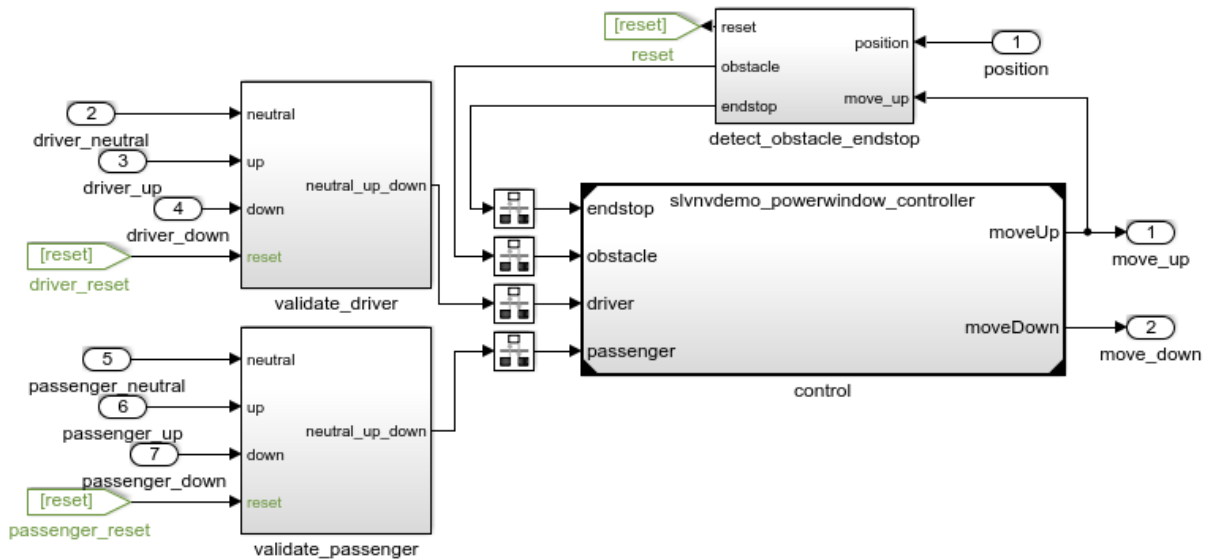 [reset]
reset
reset
obstacle
endstop
position
move_up
1
position
detect_obstacle_endstop
2
driver_neutral
3
driver_up
4
driver_down
[reset]
driver_reset
neutral
up
down
reset
neutral_up_down
validate_driver
5
passenger_neutral
6
passenger_up
7
passenger_down
[reset]
passenger_reset
neutral
up
down
reset
neutral_up_down
validate_passenger
slvnvdemo_powerwindow_controller
endstop
obstacle
driver
passenger
moveUp
moveDown
control
1
move_up
2
move_down